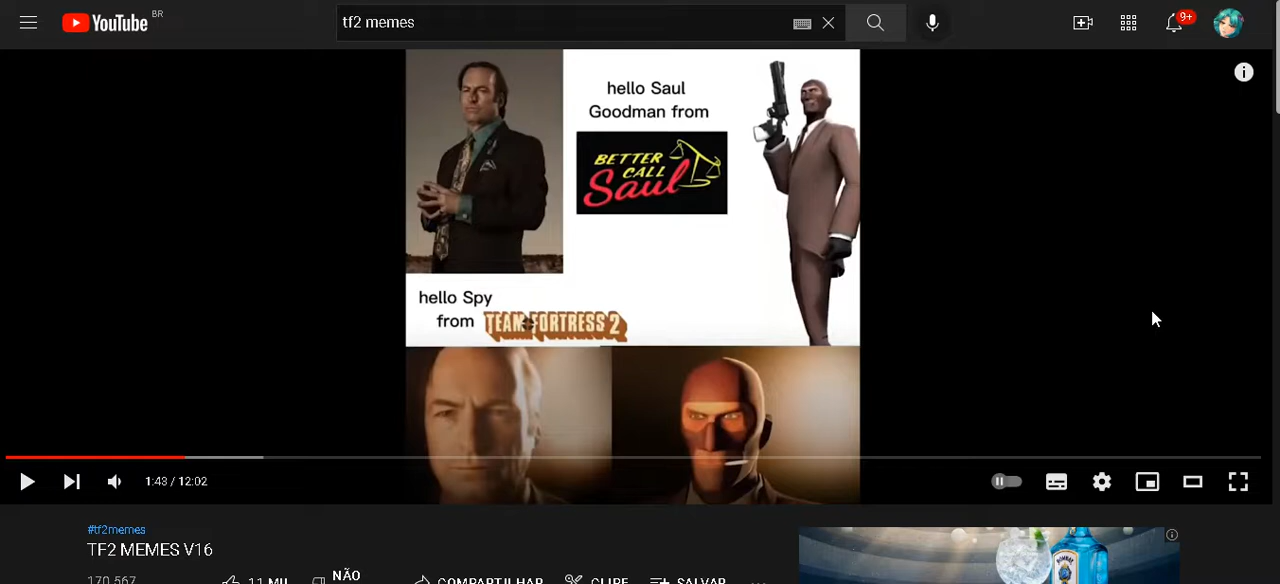 YouTube BR
tf2 memes
9+
hello Saul
Goodman from
BETTER
CALL
Saul
hello Spy
from TEAM FORTRESS 2
1:43 / 12:02
#tf2memes
TF2 MEMES V16
170.567
11 MIL
NÃO
COMPARTILHAR
CLIPE
SALVAR
BOMBAY